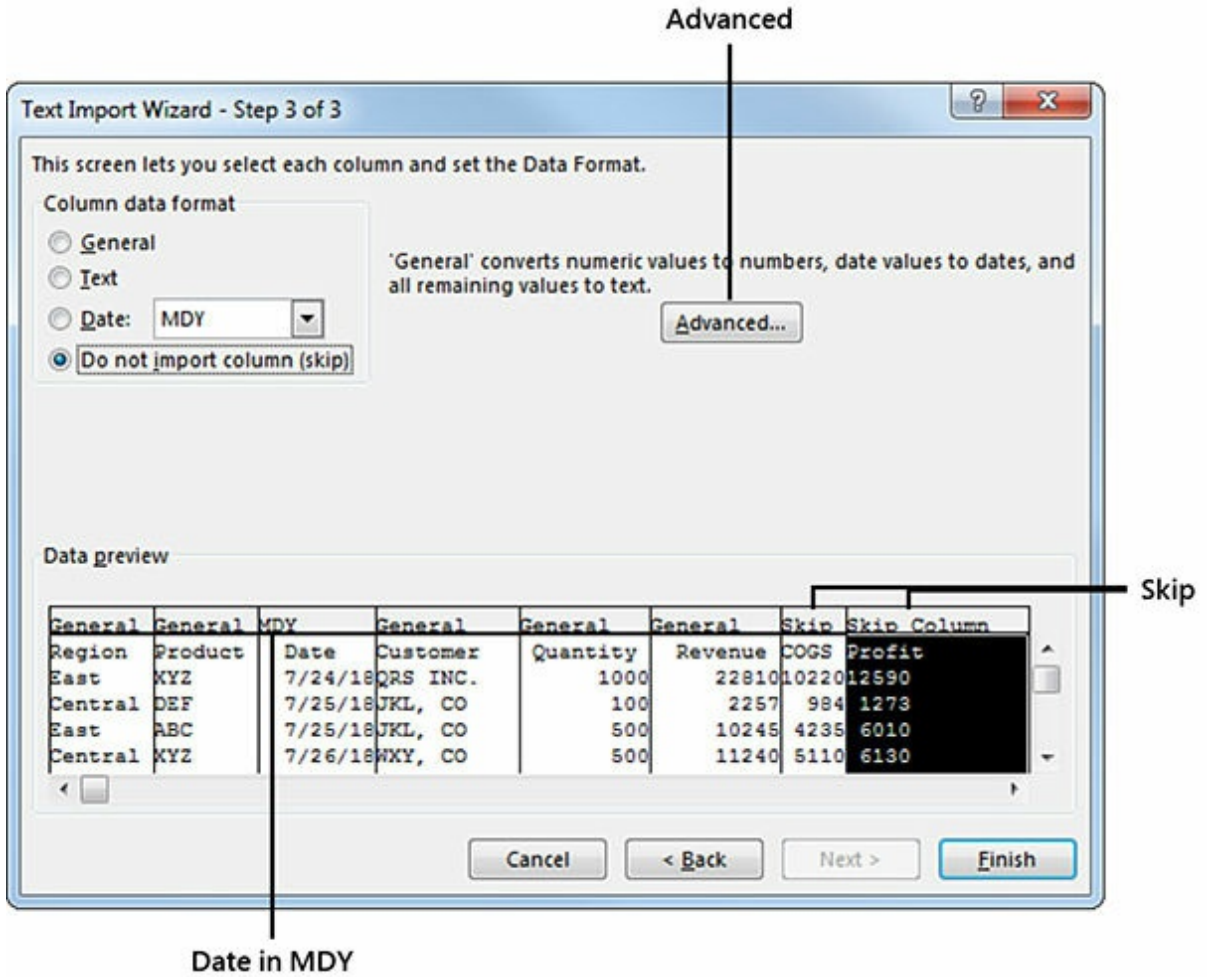 Advanced
Text Import Wizard - Step 3 of 3
This screen lets you select each column and set the Data Format.
Column data format
General
Text
Date: MDY
Do not import column (skip)
'General' converts numeric values to numbers, date values to dates, and
all remaining values to text.
Advanced...
Data preview
Skip
General General MDY General General General Skip Skip Column
Region Product Date Customer Quantity Revenue COGS Profit
East XYZ 7/24/18 QRS INC. 1000 22810 10220 12590
Central DEF 7/25/18 JKL, CO 100 2257 984 1273
East ABC 7/25/18 JKL, CO 500 10245 4235 6010
Central XYZ 7/26/18 WXY, CO 500 11240 5110 6130
Cancel < Back Next > Finish
Date in MDY